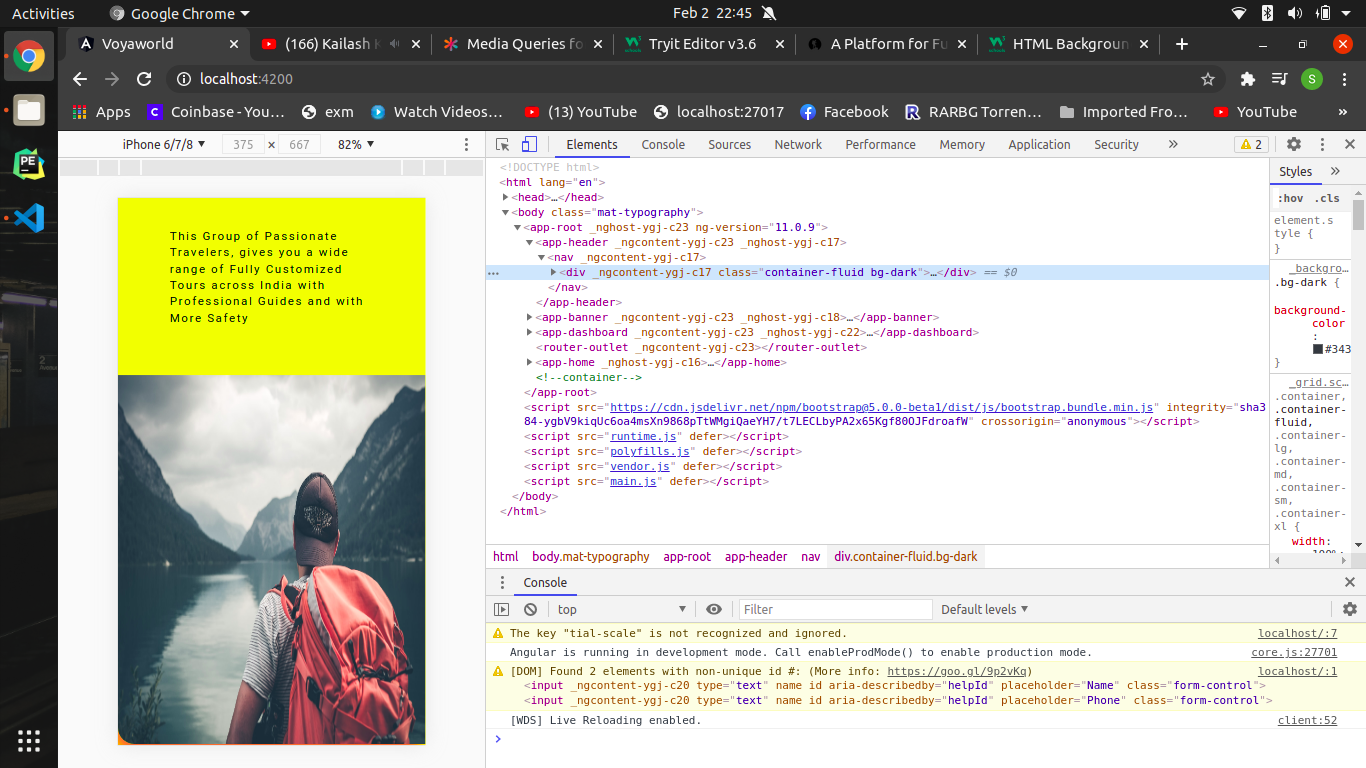 Activities Google Chrome Feb 2 22:45
Voyaworld (166) Kailash K Media Queries fo Tryit Editor v3.6 A Platform for Fu HTML Backgroun
localhost:4200 S
Apps Coinbase - You… exm Watch Videos… (13) YouTube localhost:27017 Facebook RARBG Torren… Imported Fro… YouTube »
iPhone 6/7/8 ▼ 375 × 667 82% ▼
Elements Console Sources Network Performance Memory Application Security » 2
This Group of Passionate
Travelers, gives you a wide
range of Fully Customized
Tours across India with
Professional Guides and with
More Safety
<!DOCTYPE html>
<html lang="en">
<head>…</head>
<body class="mat-typography">
<app-root _ngcontent-ygj-c23 ng-version="11.0.9">
<app-header _ngcontent-ygj-c23 _nghost-ygj-c17>
<nav _ngcontent-ygj-c17>
… <div _ngcontent-ygj-c17 class="container-fluid bg-dark">…</div> == $0
</nav>
</app-header>
<app-banner _ngcontent-ygj-c23 _nghost-ygj-c18>…</app-banner>
<app-dashboard _ngcontent-ygj-c23 _nghost-ygj-c22>…</app-dashboard>
<router-outlet _ngcontent-ygj-c23></router-outlet>
<app-home _nghost-ygj-c16>…</app-home>
<!--container-->
</app-root>
<script src="https://cdn.jsdelivr.net/npm/bootstrap@5.0.0-beta1/dist/js/bootstrap.bundle.min.js" integrity="sha3
84-ygbV9kiqUc6oa4msXn9868pTtWMgiQaeYH7/t7LECLbyPA2x65Kgf80OJFdroafW" crossorigin="anonymous"></script>
<script src="runtime.js" defer></script>
<script src="polyfills.js" defer></script>
<script src="vendor.js" defer></script>
<script src="main.js" defer></script>
</body>
</html>
html body.mat-typography app-root app-header nav div.container-fluid.bg-dark
Styles »
:hov .cls
element.s
tyle {
}
_backgro…
.bg-dark {
background-
color
:
#343
}
_grid.sc…
.container,
.container-
fluid,
.container-
lg,
.container-
md,
.container-
sm,
.container-
xl {
width:
100%;
Console
top ▼ Filter Default levels ▼
The key "tial-scale" is not recognized and ignored. localhost/:7
Angular is running in development mode. Call enableProdMode() to enable production mode. core.js:27701
[DOM] Found 2 elements with non-unique id #: (More info: https://goo.gl/9p2vKq) localhost/:1
<input _ngcontent-ygj-c20 type="text" name id aria-describedby="helpId" placeholder="Name" class="form-control">
<input _ngcontent-ygj-c20 type="text" name id aria-describedby="helpId" placeholder="Phone" class="form-control">
[WDS] Live Reloading enabled. client:52